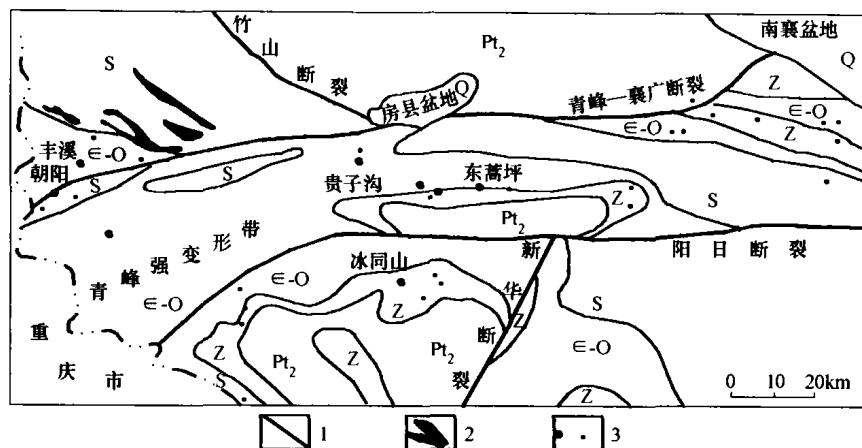 竹山断裂
Pt₂
南襄盆地
S
Q
房县盆地
Q
青峰—襄广断裂
Z
∈-O
∈-O
Z
丰溪
∈-O
朝阳
S
S
贵子沟
东蒿坪
Z
S
Pt₂
新华断裂
阳日断裂
青峰强变形带
∈-O
∈-O
冰同山
Z
Z
S
∈-O
重庆市
Z
S
Pt₂
Z
Pt₂
Z
0 10 20km
1 2 3